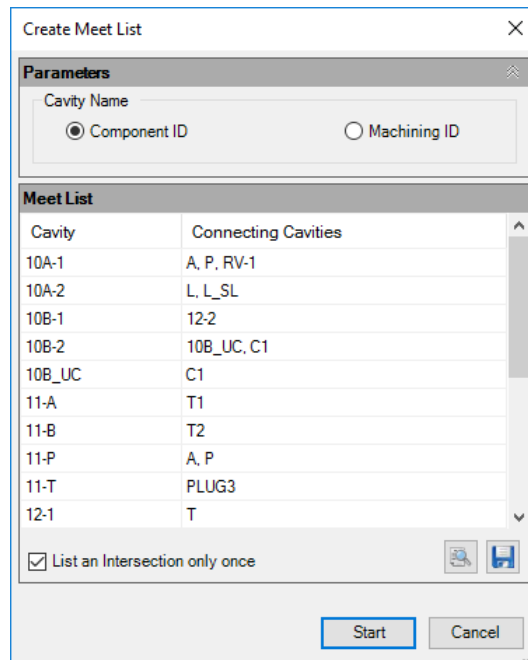 Create Meet List
Parameters
Cavity Name
Component ID Machining ID
Meet List
Cavity Connecting Cavities
10A-1 A, P, RV-1
10A-2 L, L_SL
10B-1 12-2
10B-2 10B_UC, C1
10B_UC C1
11-A T1
11-B T2
11-P A, P
11-T PLUG3
12-1 T
List an Intersection only once
Start Cancel